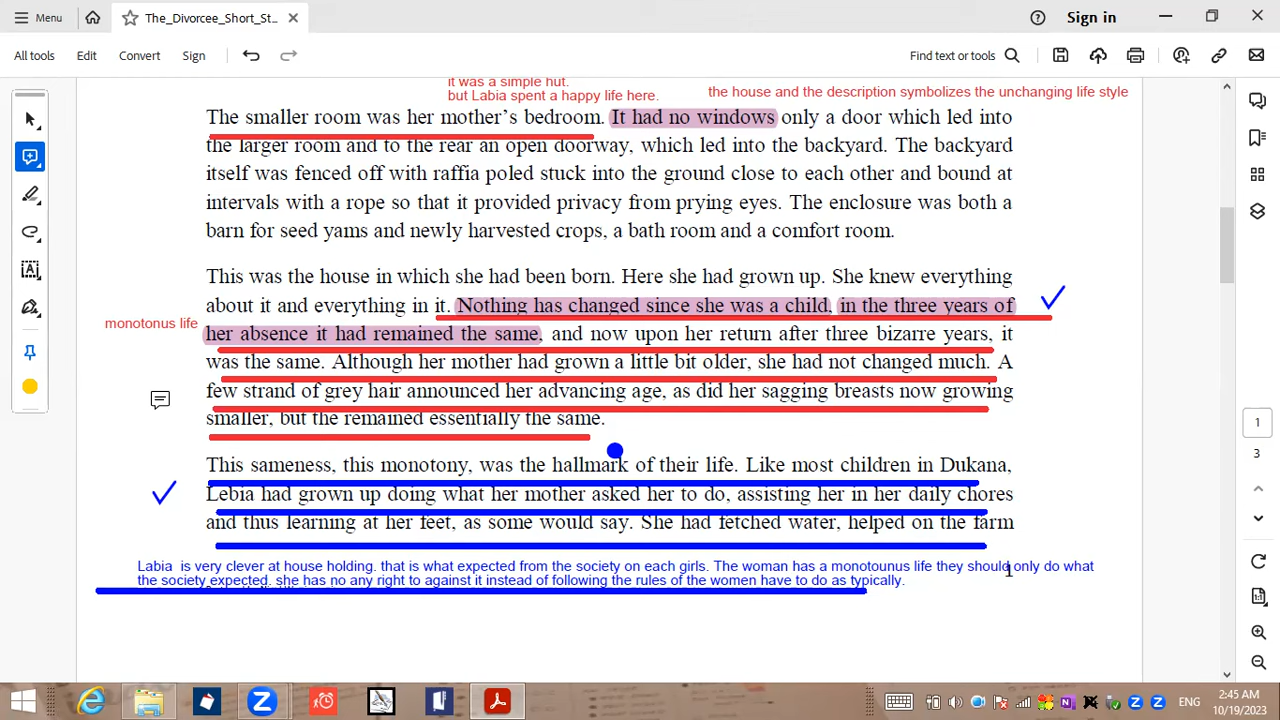 Menu
The_Divorcee_Short_St...
Sign in
All tools
Edit
Convert
Sign
Find text or tools
it was a simple hut.
but Labia spent a happy life here.
the house and the description symbolizes the unchanging life style
The smaller room was her mother's bedroom. It had no windows only a door which led into
the larger room and to the rear an open doorway, which led into the backyard. The backyard
itself was fenced off with raffia poled stuck into the ground close to each other and bound at
intervals with a rope so that it provided privacy from prying eyes. The enclosure was both a
barn for seed yams and newly harvested crops, a bath room and a comfort room.
This was the house in which she had been born. Here she had grown up. She knew everything
about it and everything in it. Nothing has changed since she was a child, in the three years of
monotonus life
her absence it had remained the same, and now upon her return after three bizarre years, it
was the same. Although her mother had grown a little bit older, she had not changed much. A
few strand of grey hair announced her advancing age, as did her sagging breasts now growing
smaller, but the remained essentially the same.
This sameness, this monotony, was the hallmark of their life. Like most children in Dukana,
Lebia had grown up doing what her mother asked her to do, assisting her in her daily chores
and thus learning at her feet, as some would say. She had fetched water, helped on the farm
Labia is very clever at house holding. that is what expected from the society on each girls. The woman has a monotounus life they should only do what
the society expected. she has no any right to against it instead of following the rules of the women have to do as typically.
1
1
3
ENG
2:45 AM
10/19/2023